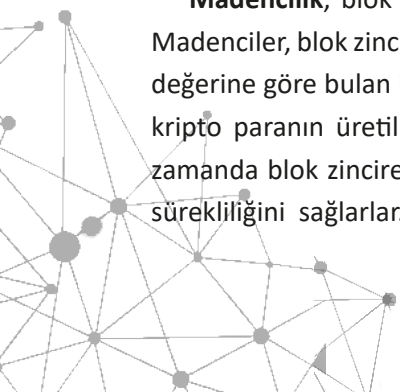 Madencilik, blok
Madenciler, blok zinc
değerine göre bulan
kripto paranın üretil
zamanda blok zincire
sürekliliğini sağlarlar.